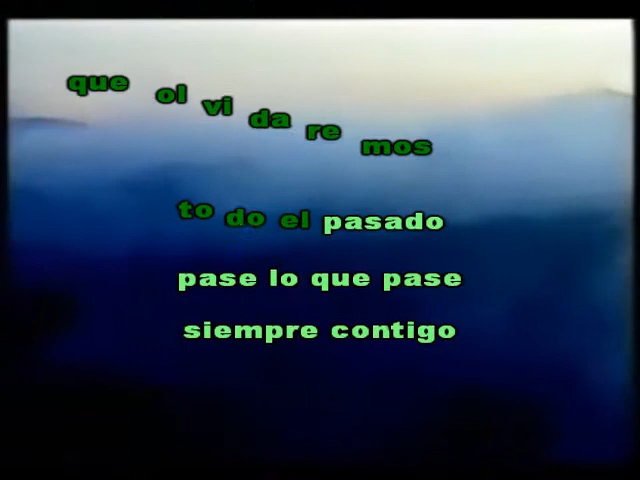 que ol vi da re mos
to do el pasado
pase lo que pase
siempre contigo